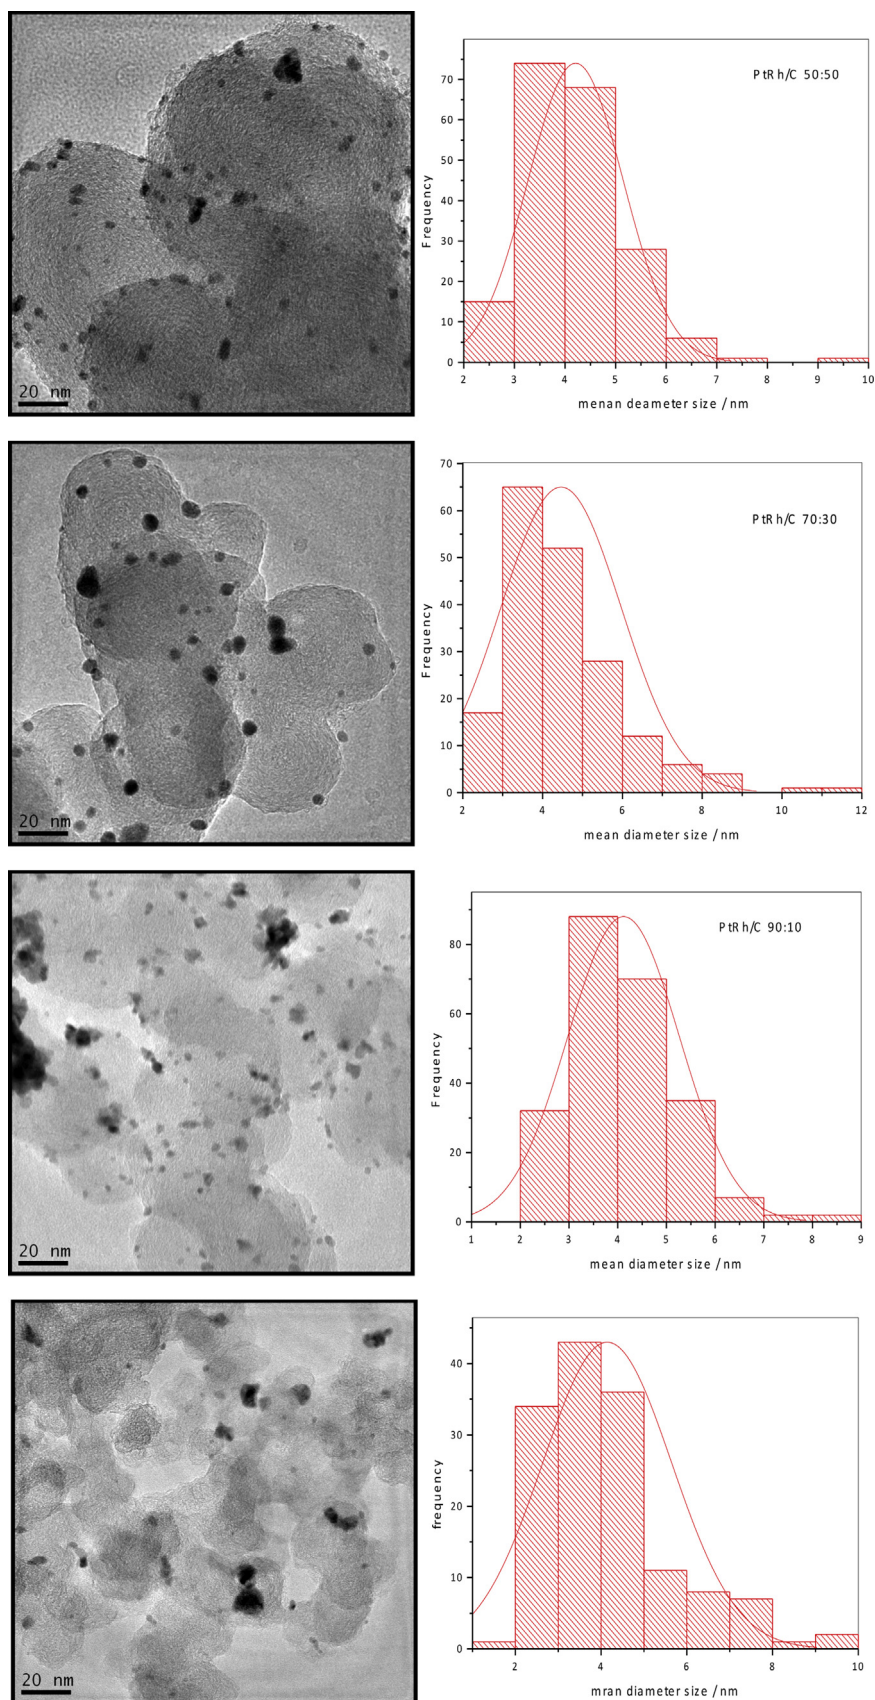 20 nm
70
60
50
40
30
20
10
0
Frequency
PtRh/C 50:50
2 3 4 5 6 7 8 9 10
menan deameter size / nm
20 nm
70
60
50
40
30
20
10
0
Frequency
PtRh/C 70:30
2 4 6 8 10 12
mean diameter size / nm
20 nm
80
60
40
20
0
Frequency
PtRh/C 90:10
1 2 3 4 5 6 7 8 9
mean diameter size / nm
20 nm
40
30
20
10
0
frequency
2 4 6 8 10
mran diameter size / nm